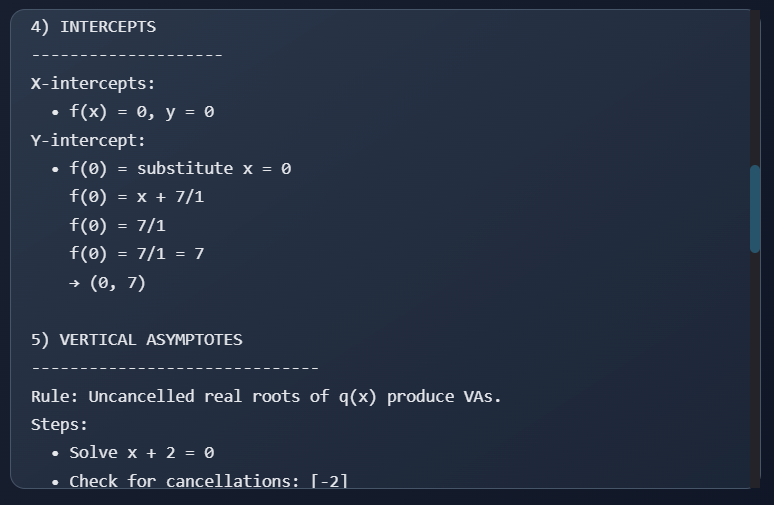 4) INTERCEPTS
--------------------
X-intercepts:
• f(x) = 0, y = 0
Y-intercept:
• f(0) = substitute x = 0
f(0) = x + 7/1
f(0) = 7/1
f(0) = 7/1 = 7
→ (0, 7)
5) VERTICAL ASYMPTOTES
------------------------------
Rule: Uncancelled real roots of q(x) produce VAs.
Steps:
• Solve x + 2 = 0
• Check for cancellations: [-2]